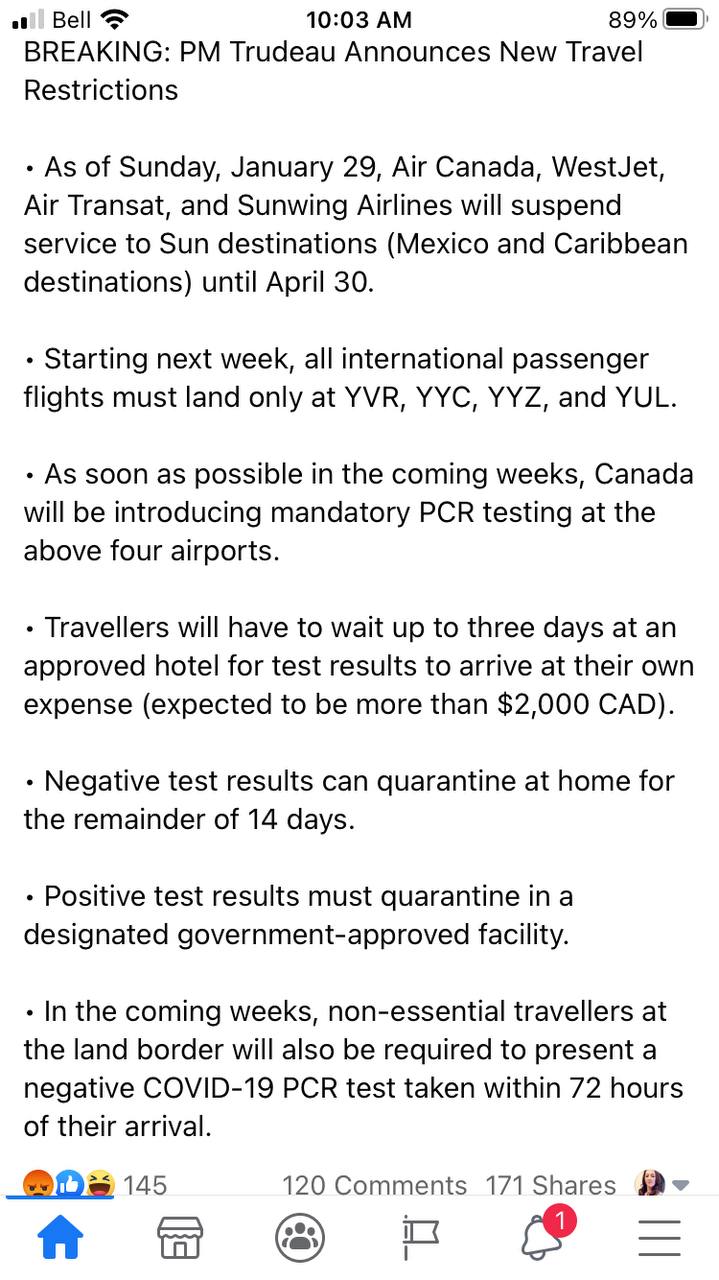 Bell 10:03 AM 89%
BREAKING: PM Trudeau Announces New Travel
Restrictions
• As of Sunday, January 29, Air Canada, WestJet,
Air Transat, and Sunwing Airlines will suspend
service to Sun destinations (Mexico and Caribbean
destinations) until April 30.
• Starting next week, all international passenger
flights must land only at YVR, YYC, YYZ, and YUL.
• As soon as possible in the coming weeks, Canada
will be introducing mandatory PCR testing at the
above four airports.
• Travellers will have to wait up to three days at an
approved hotel for test results to arrive at their own
expense (expected to be more than $2,000 CAD).
• Negative test results can quarantine at home for
the remainder of 14 days.
• Positive test results must quarantine in a
designated government-approved facility.
• In the coming weeks, non-essential travellers at
the land border will also be required to present a
negative COVID-19 PCR test taken within 72 hours
of their arrival.
145 120 Comments 171 Shares
1